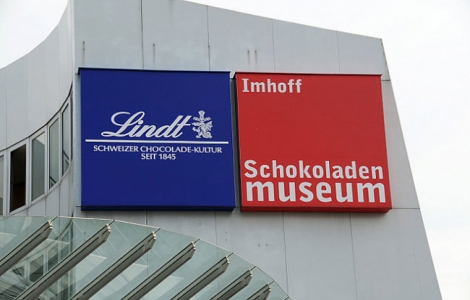 Lindt
SCHWEIZER CHOCOLADE-KULTUR
SEIT 1845
Imhoff
Schokoladen
museum